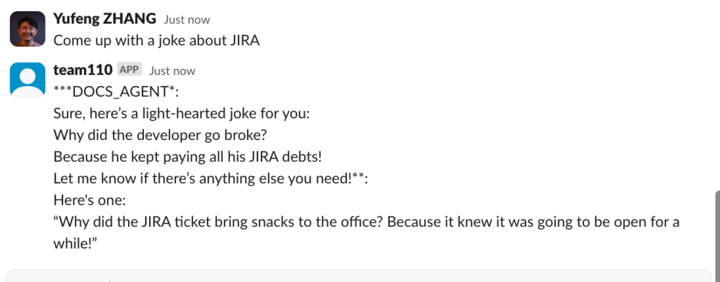 Yufeng ZHANG Just now
Come up with a joke about JIRA
team110 APP Just now
***DOCS_AGENT*:
Sure, here's a light-hearted joke for you:
Why did the developer go broke?
Because he kept paying all his JIRA debts!
Let me know if there's anything else you need!**:
Here's one:
“Why did the JIRA ticket bring snacks to the office? Because it knew it was going to be open for a
while!”